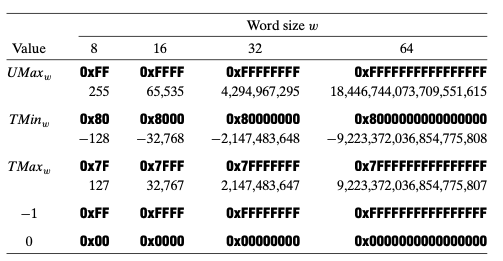 Word size w
Value 8 16 32 64
UMaxw 0xFF 0xFFFF 0xFFFFFFFF 0xFFFFFFFFFFFFFFFF
255 65,535 4,294,967,295 18,446,744,073,709,551,615
TMinw 0x80 0x8000 0x80000000 0x8000000000000000
−128 −32,768 −2,147,483,648 −9,223,372,036,854,775,808
TMaxw 0x7F 0x7FFF 0x7FFFFFFF 0x7FFFFFFFFFFFFFFF
127 32,767 2,147,483,647 9,223,372,036,854,775,807
−1 0xFF 0xFFFF 0xFFFFFFFF 0xFFFFFFFFFFFFFFFF
0 0x00 0x0000 0x00000000 0x0000000000000000